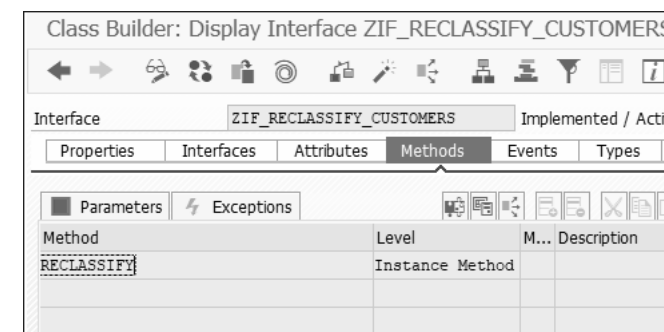 Class Builder: Display Interface ZIF_RECLASSIFY_CUSTOMERS
Interface ZIF_RECLASSIFY_CUSTOMERS Implemented / Acti
Properties Interfaces Attributes Methods Events Types
Parameters Exceptions
Method Level M... Description
RECLASSIFY Instance Method